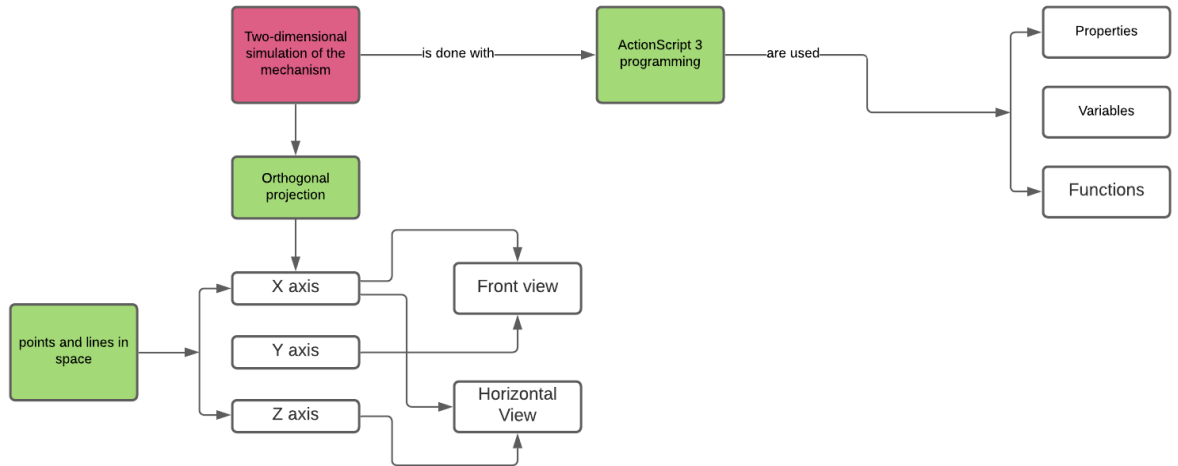 Two-dimensional
simulation of the
mechanism
is done with
ActionScript 3
programming
are used
Properties
Variables
Functions
Orthogonal
projection
X axis
Front view
points and lines in
space
Y axis
Z axis
Horizontal
View